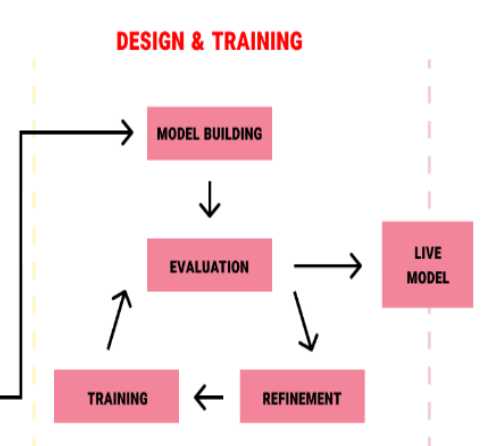 DESIGN & TRAINING
MODEL BUILDING
EVALUATION
LIVE
MODEL
TRAINING
REFINEMENT